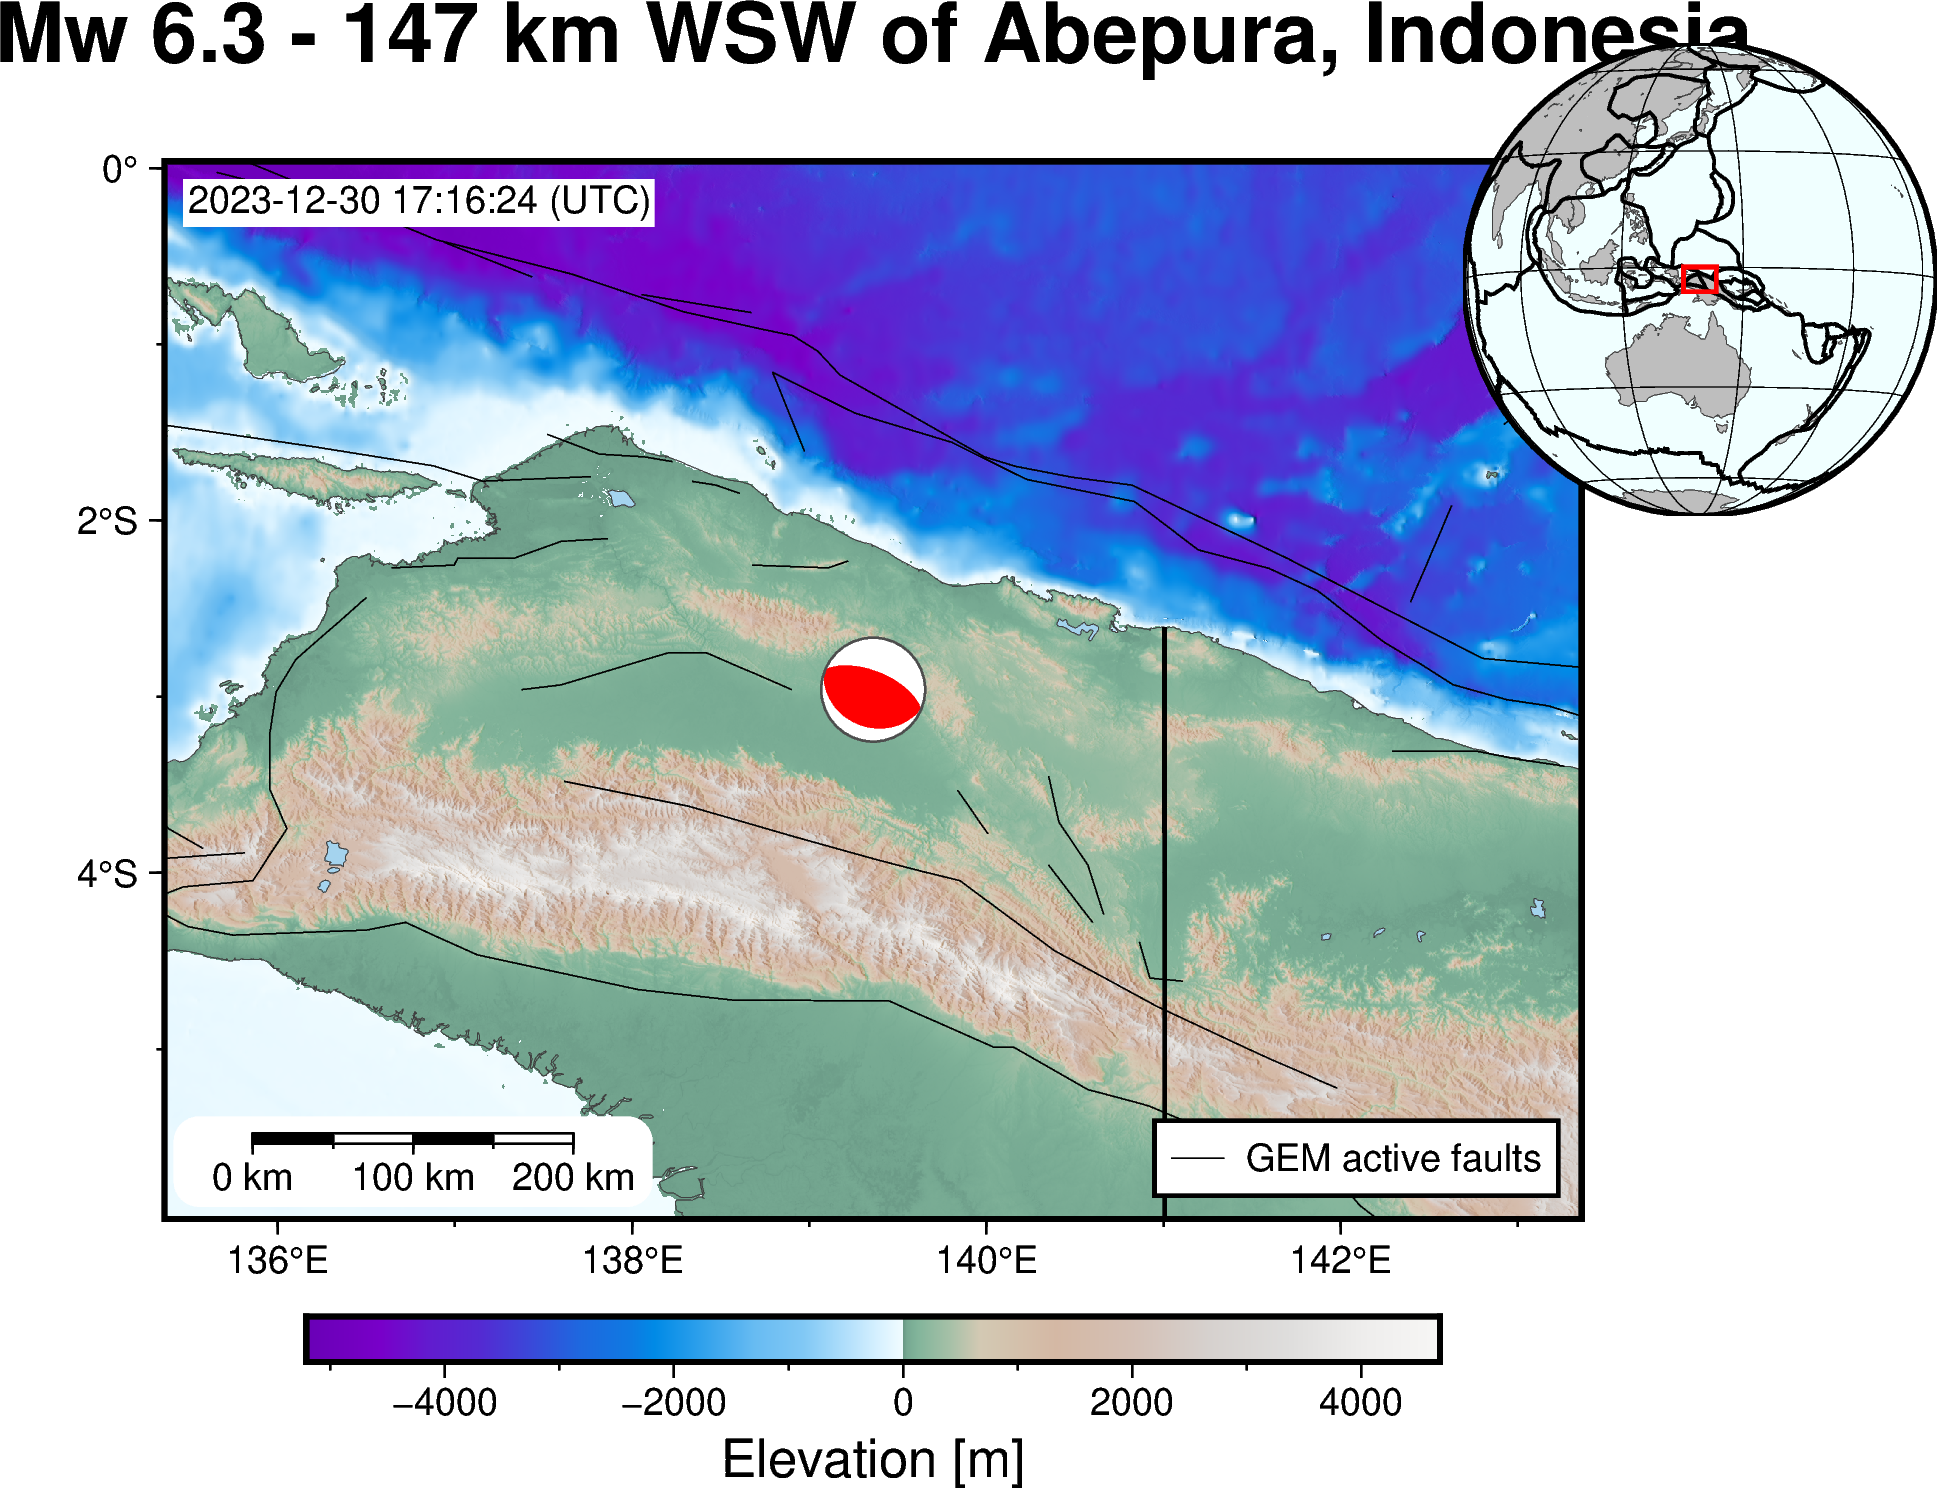 Mw 6.3 - 147 km WSW of Abepura, Indonesia
0°
2023-12-30 17:16:24 (UTC)
2°S
4°S
0 km 100 km 200 km
GEM active faults
136°E 138°E 140°E 142°E
−4000 −2000 0 2000 4000
Elevation [m]